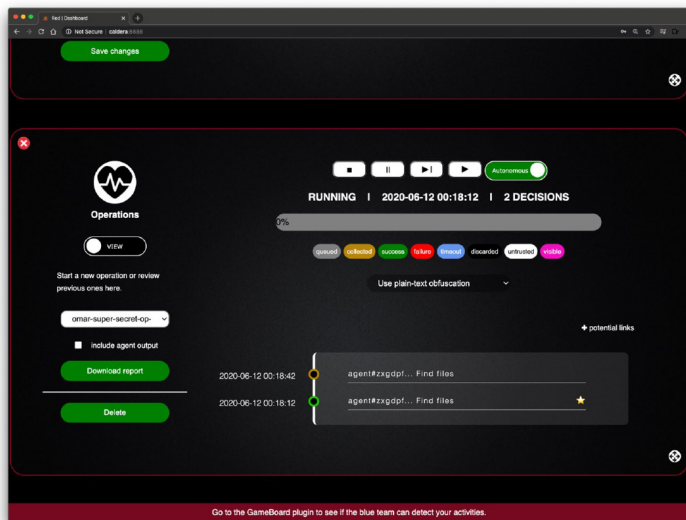 Red | Dashboard
Not Secure | caldera:8888
Save changes
Operations
VIEW
Start a new operation or review
previous ones here.
omar-super-secret-op-
include agent output
Download report
Delete
Autonomous
RUNNING | 2020-06-12 00:18:12 | 2 DECISIONS
0%
queued collected success failure timeout discarded untrusted visible
Use plain-text obfuscation
+ potential links
2020-06-12 00:18:42 agent#zxgdpf... Find files
2020-06-12 00:18:12 agent#zxgdpf... Find files
Go to the GameBoard plugin to see if the blue team can detect your activities.